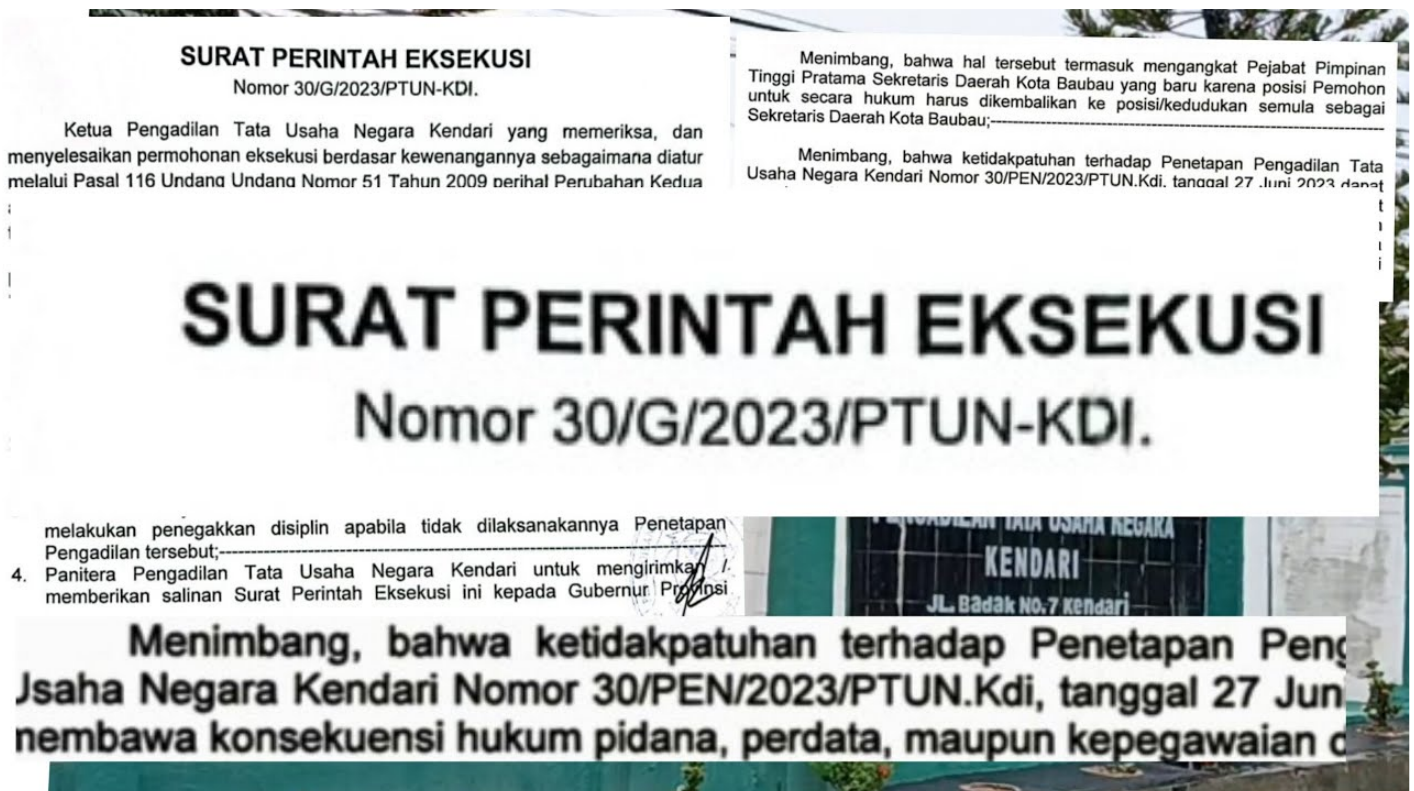 SURAT PERINTAH EKSEKUSI
Nomor 30/G/2023/PTUN-KDI.
Ketua Pengadilan Tata Usaha Negara Kendari yang memeriksa, dan
menyelesaikan permohonan eksekusi berdasar kewenangannya sebagaimana diatur
melalui Pasal 116 Undang Undang Nomor 51 Tahun 2009 perihal Perubahan Kedua
Menimbang, bahwa hal tersebut termasuk mengangkat Pejabat Pimpinan
Tinggi Pratama Sekretaris Daerah Kota Baubau yang baru karena posisi Pemohon
untuk secara hukum harus dikembalikan ke posisi/kedudukan semula sebagai
Sekretaris Daerah Kota Baubau;
Menimbang, bahwa ketidakpatuhan terhadap Penetapan Pengadilan Tata
Usaha Negara Kendari Nomor 30/PEN/2023/PTUN.Kdi, tanggal 27 Juni 2023 dapat
SURAT PERINTAH EKSEKUSI
Nomor 30/G/2023/PTUN-KDI.
melakukan penegakkan disiplin apabila tidak dilaksanakannya Penetapan
Pengadilan tersebut;
4. Panitera Pengadilan Tata Usaha Negara Kendari untuk mengirimkan /
memberikan salinan Surat Perintah Eksekusi ini kepada Gubernur Provinsi
PENGADILAN TATA USAHA NEGARA
KENDARI
JL. Badak NO.7 Kendari
Menimbang, bahwa ketidakpatuhan terhadap Penetapan Peng
Usaha Negara Kendari Nomor 30/PEN/2023/PTUN.Kdi, tanggal 27 Jun
membawa konsekuensi hukum pidana, perdata, maupun kepegawaian